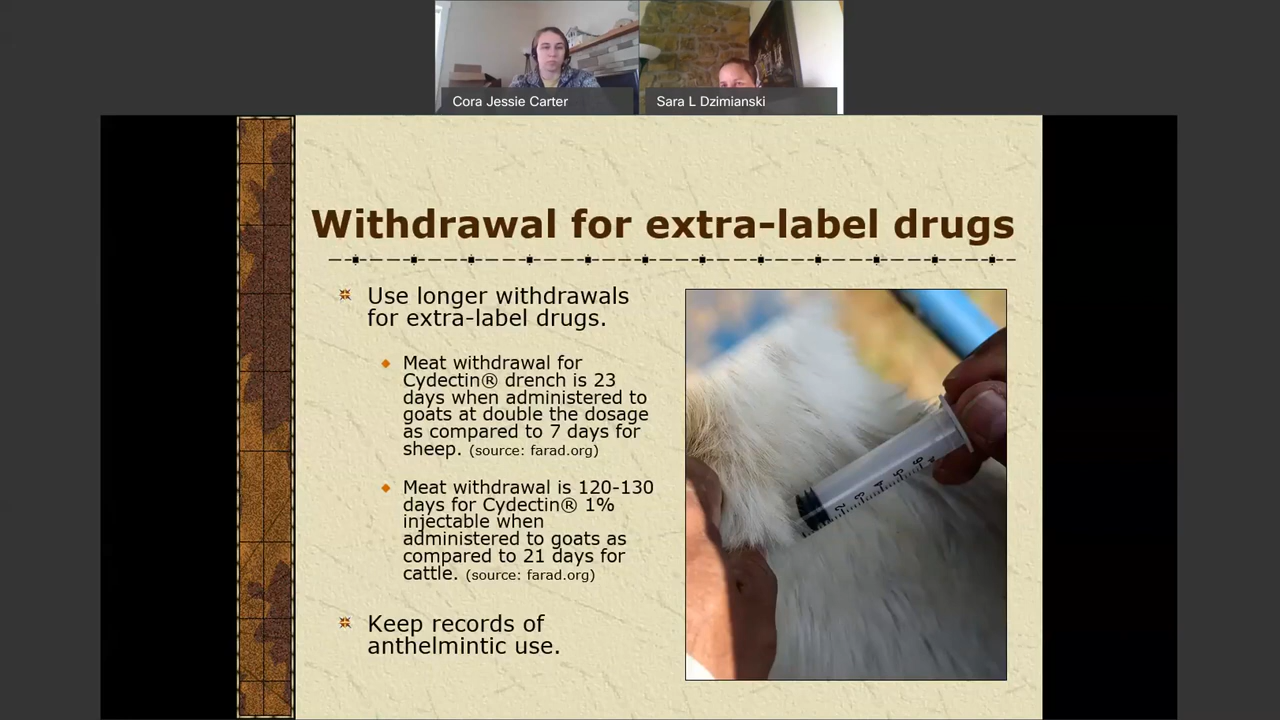 Cora Jessie Carter
Sara L Dzimianski
Withdrawal for extra-label drugs
Use longer withdrawals
for extra-label drugs.
Meat withdrawal for
Cydectin® drench is 23
days when administered to
goats at double the dosage
as compared to 7 days for
sheep. (source: farad.org)
Meat withdrawal is 120-130
days for Cydectin® 1%
injectable when
administered to goats as
compared to 21 days for
cattle. (source: farad.org)
Keep records of
anthelmintic use.